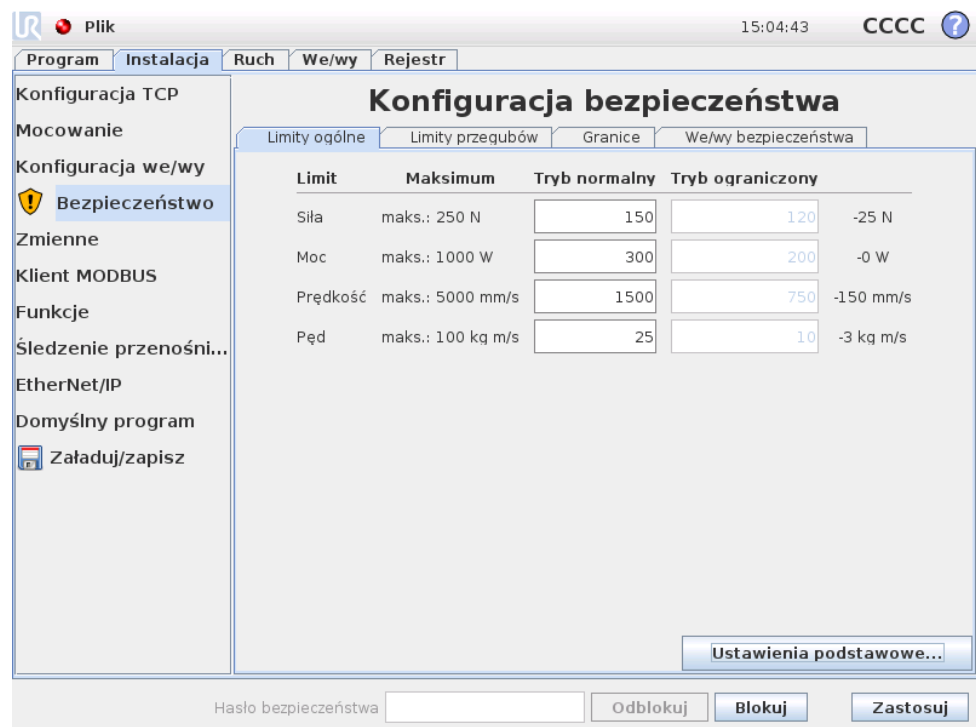 UR Plik 15:04:43 CCCC ?
Program Instalacja Ruch We/wy Rejestr
Konfiguracja TCP
Mocowanie
Konfiguracja we/wy
Bezpieczeństwo
Zmienne
Klient MODBUS
Funkcje
Śledzenie przenośni...
EtherNet/IP
Domyślny program
Załaduj/zapisz
Konfiguracja bezpieczeństwa
Limity ogólne Limity przegubów Granice We/wy bezpieczeństwa
Limit Maksimum Tryb normalny Tryb ograniczony
Siła maks.: 250 N 150 120 -25 N
Moc maks.: 1000 W 300 200 -0 W
Prędkość maks.: 5000 mm/s 1500 750 -150 mm/s
Pęd maks.: 100 kg m/s 25 10 -3 kg m/s
Ustawienia podstawowe...
Hasło bezpieczeństwa Odblokuj Blokuj Zastosuj